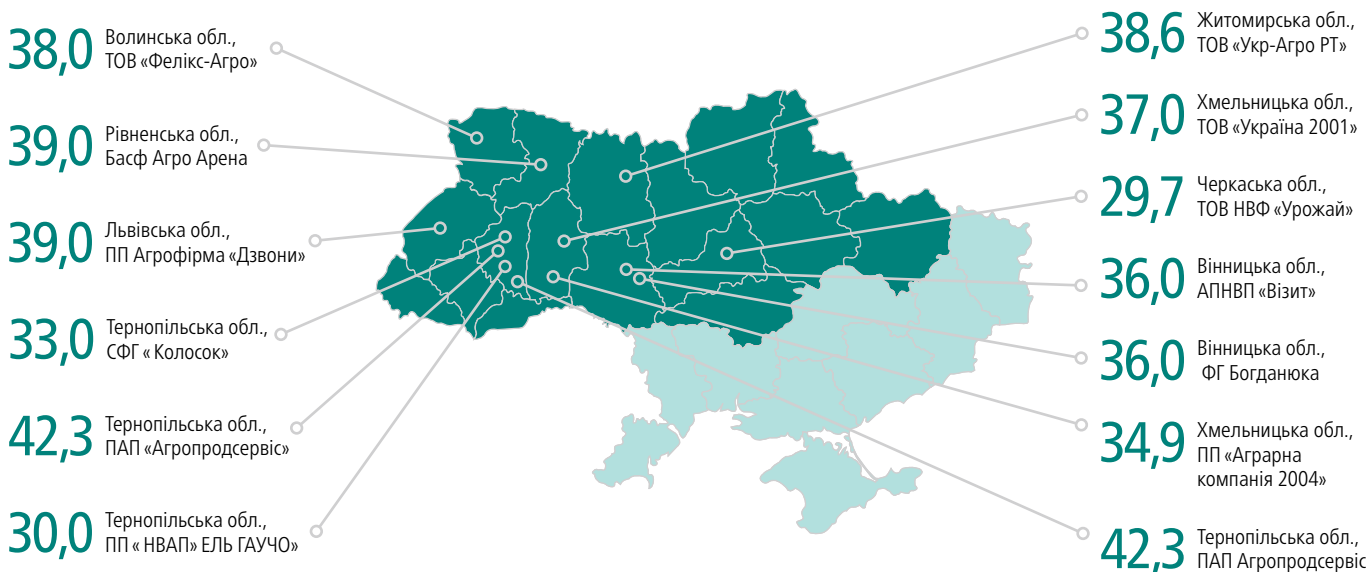 38,0
Волинська обл.,
ТОВ «Фелікс-Агро»
39,0
Рівненська обл.,
Басф Агро Арена
39,0
Львівська обл.,
ПП Агрофірма «Дзвони»
33,0
Тернопільська обл.,
СФГ « Колосок»
42,3
Тернопільська обл.,
ПАП «Агропродсервіс»
30,0
Тернопільська обл.,
ПП « НВАП» ЕЛЬ ГАУЧО»
38,6
Житомирська обл.,
ТОВ «Укр-Агро РТ»
37,0
Хмельницька обл.,
ТОВ «Україна 2001»
29,7
Черкаська обл.,
ТОВ НВФ «Урожай»
36,0
Вінницька обл.,
АПНВП «Візит»
36,0
Вінницька обл.,
ФГ Богданюка
34,9
Хмельницька обл.,
ПП «Аграрна
компанія 2004»
42,3
Тернопільська обл.,
ПАП Агропродсервіс